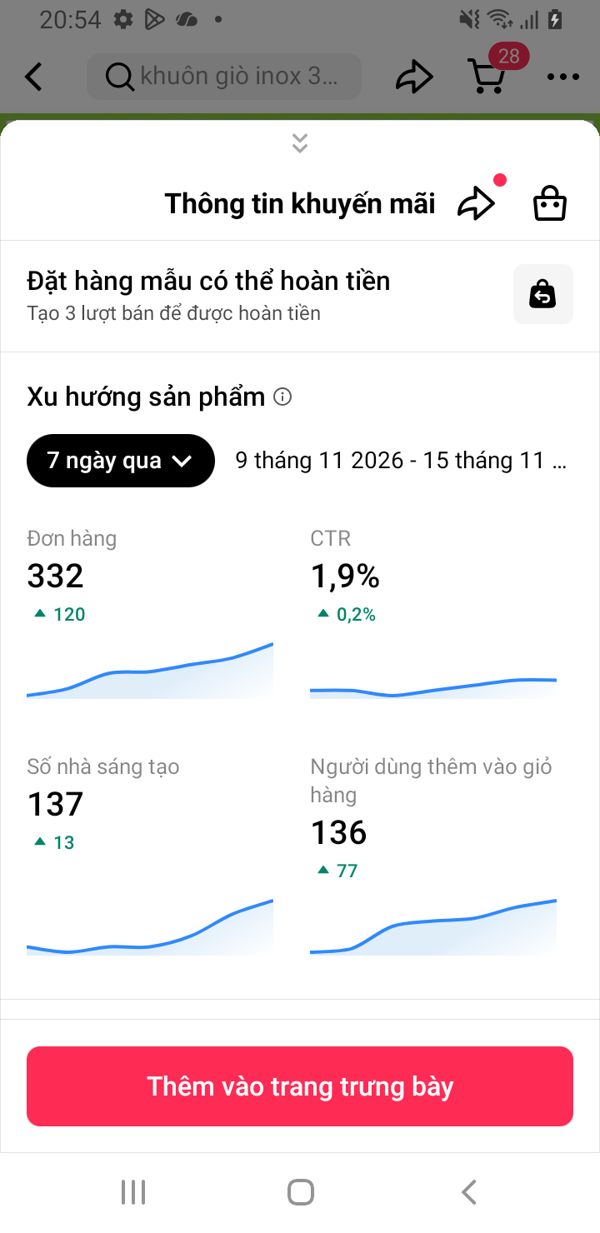 20:54
khuôn giò inox 3...
28
Thông tin khuyến mãi
Đặt hàng mẫu có thể hoàn tiền
Tạo 3 lượt bán để được hoàn tiền
Xu hướng sản phẩm
7 ngày qua
9 tháng 11 2026 - 15 tháng 11 ...
Đơn hàng
332
120
CTR
1,9%
0,2%
Số nhà sáng tạo
137
13
Người dùng thêm vào giỏ
hàng
136
77
Thêm vào trang trưng bày